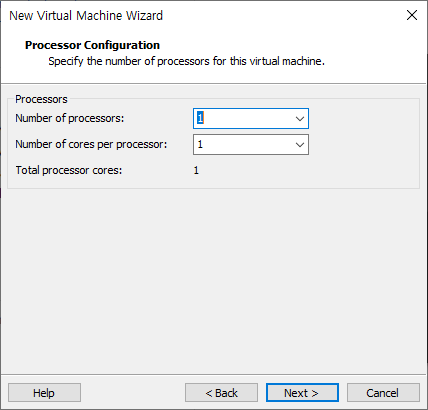 New Virtual Machine Wizard
Processor Configuration
Specify the number of processors for this virtual machine.
Processors
Number of processors: 1
Number of cores per processor: 1
Total processor cores: 1
Help < Back Next > Cancel